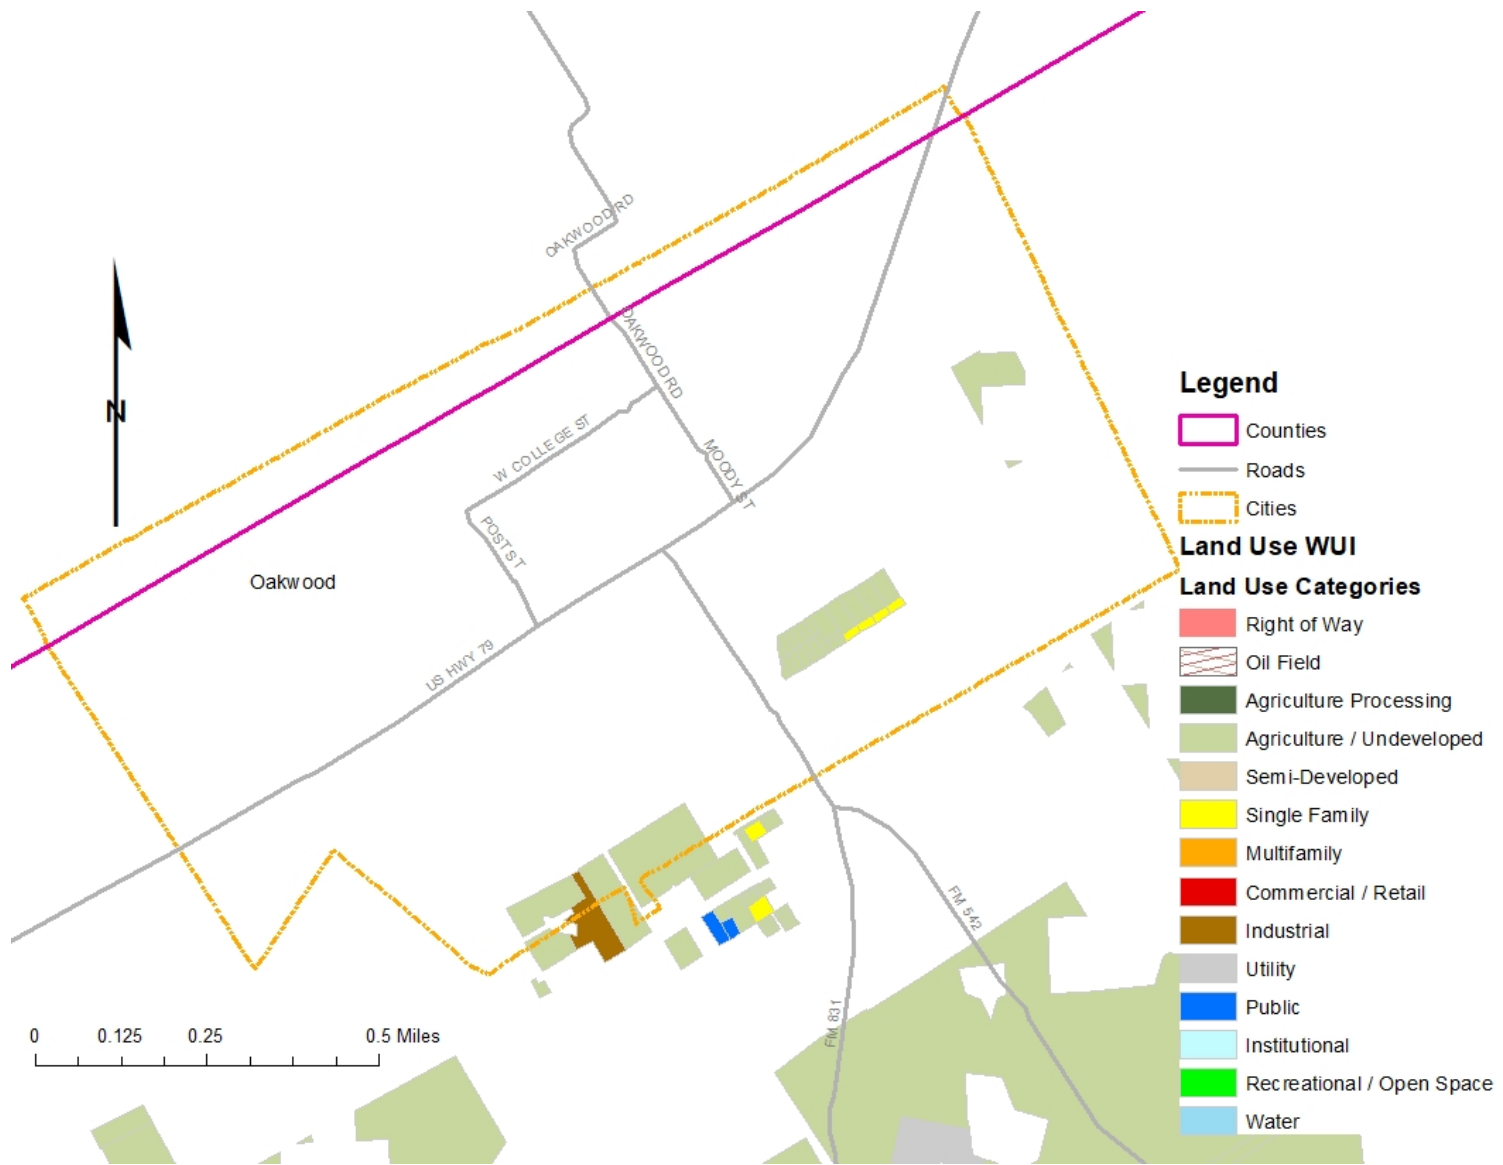 OAKWOOD RD
OAKWOOD RD
W COLLEGE ST
MOODY ST
POST ST
N
Oakwood
US HWY 79
FM 542
FM 831
0 0.125 0.25 0.5 Miles
Legend
Counties
Roads
Cities
Land Use WUI
Land Use Categories
Right of Way
Oil Field
Agriculture Processing
Agriculture / Undeveloped
Semi-Developed
Single Family
Multifamily
Commercial / Retail
Industrial
Utility
Public
Institutional
Recreational / Open Space
Water